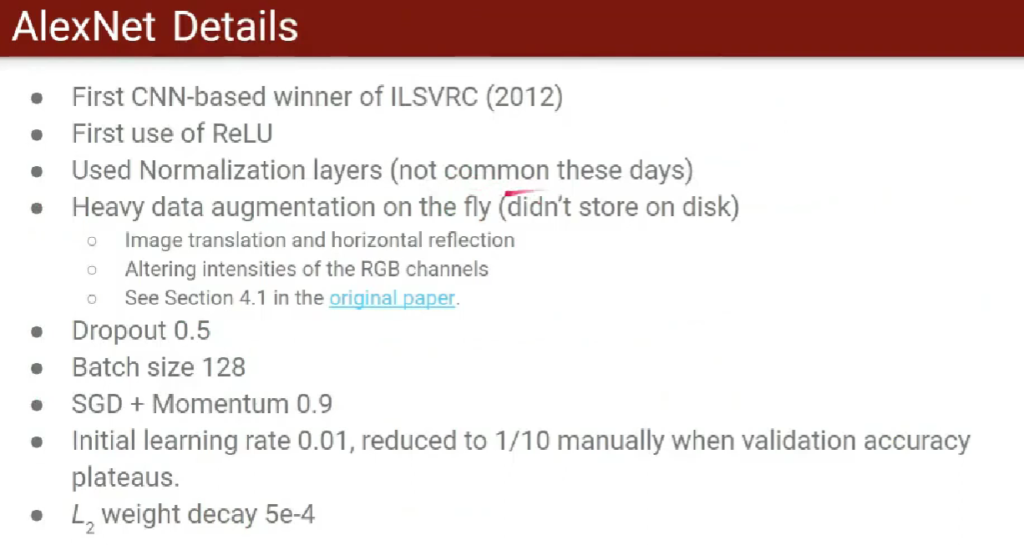 AlexNet Details
● First CNN-based winner of ILSVRC (2012)
● First use of ReLU
● Used Normalization layers (not common these days)
● Heavy data augmentation on the fly (didn't store on disk)
○ Image translation and horizontal reflection
○ Altering intensities of the RGB channels
○ See Section 4.1 in the original paper.
● Dropout 0.5
● Batch size 128
● SGD + Momentum 0.9
● Initial learning rate 0.01, reduced to 1/10 manually when validation accuracy
plateaus.
● L2 weight decay 5e-4